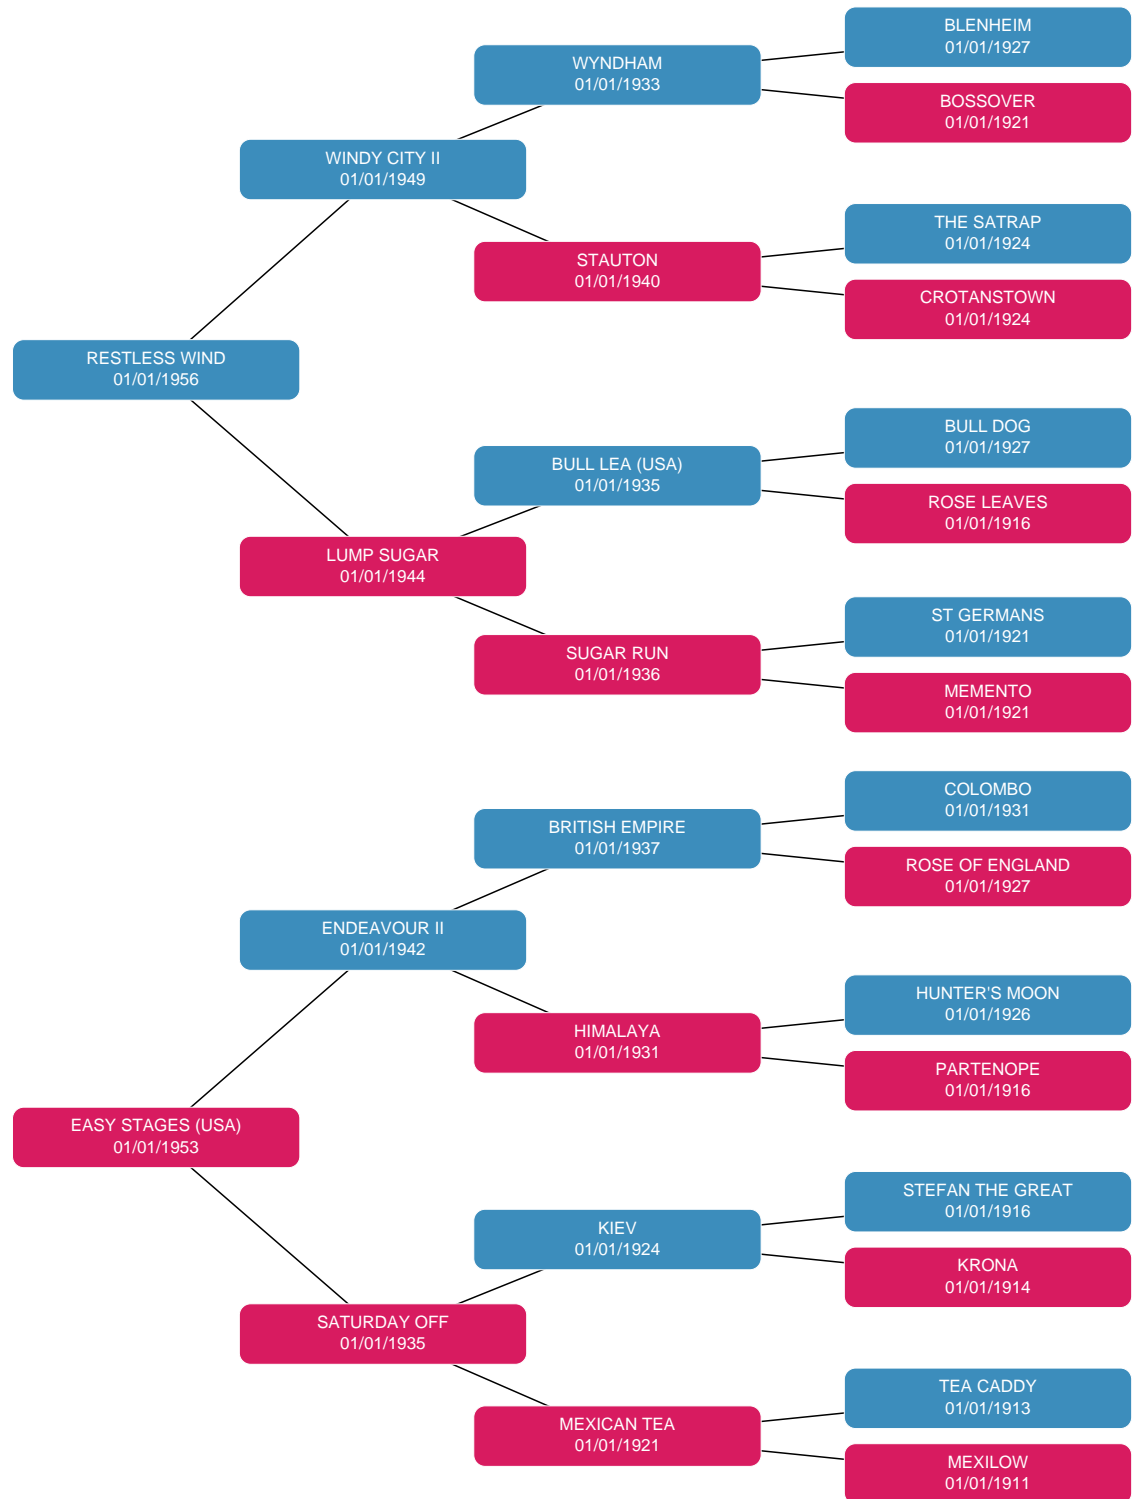 BLENHEIM
01/01/1927
WYNDHAM
01/01/1933
BOSSOVER
01/01/1921
WINDY CITY II
01/01/1949
THE SATRAP
01/01/1924
STAUTON
01/01/1940
CROTANSTOWN
01/01/1924
RESTLESS WIND
01/01/1956
BULL DOG
01/01/1927
BULL LEA (USA)
01/01/1935
ROSE LEAVES
01/01/1916
LUMP SUGAR
01/01/1944
ST GERMANS
01/01/1921
SUGAR RUN
01/01/1936
MEMENTO
01/01/1921
COLOMBO
01/01/1931
BRITISH EMPIRE
01/01/1937
ROSE OF ENGLAND
01/01/1927
ENDEAVOUR II
01/01/1942
HUNTER'S MOON
01/01/1926
HIMALAYA
01/01/1931
PARTENOPE
01/01/1916
EASY STAGES (USA)
01/01/1953
STEFAN THE GREAT
01/01/1916
KIEV
01/01/1924
KRONA
01/01/1914
SATURDAY OFF
01/01/1935
TEA CADDY
01/01/1913
MEXICAN TEA
01/01/1921
MEXILOW
01/01/1911